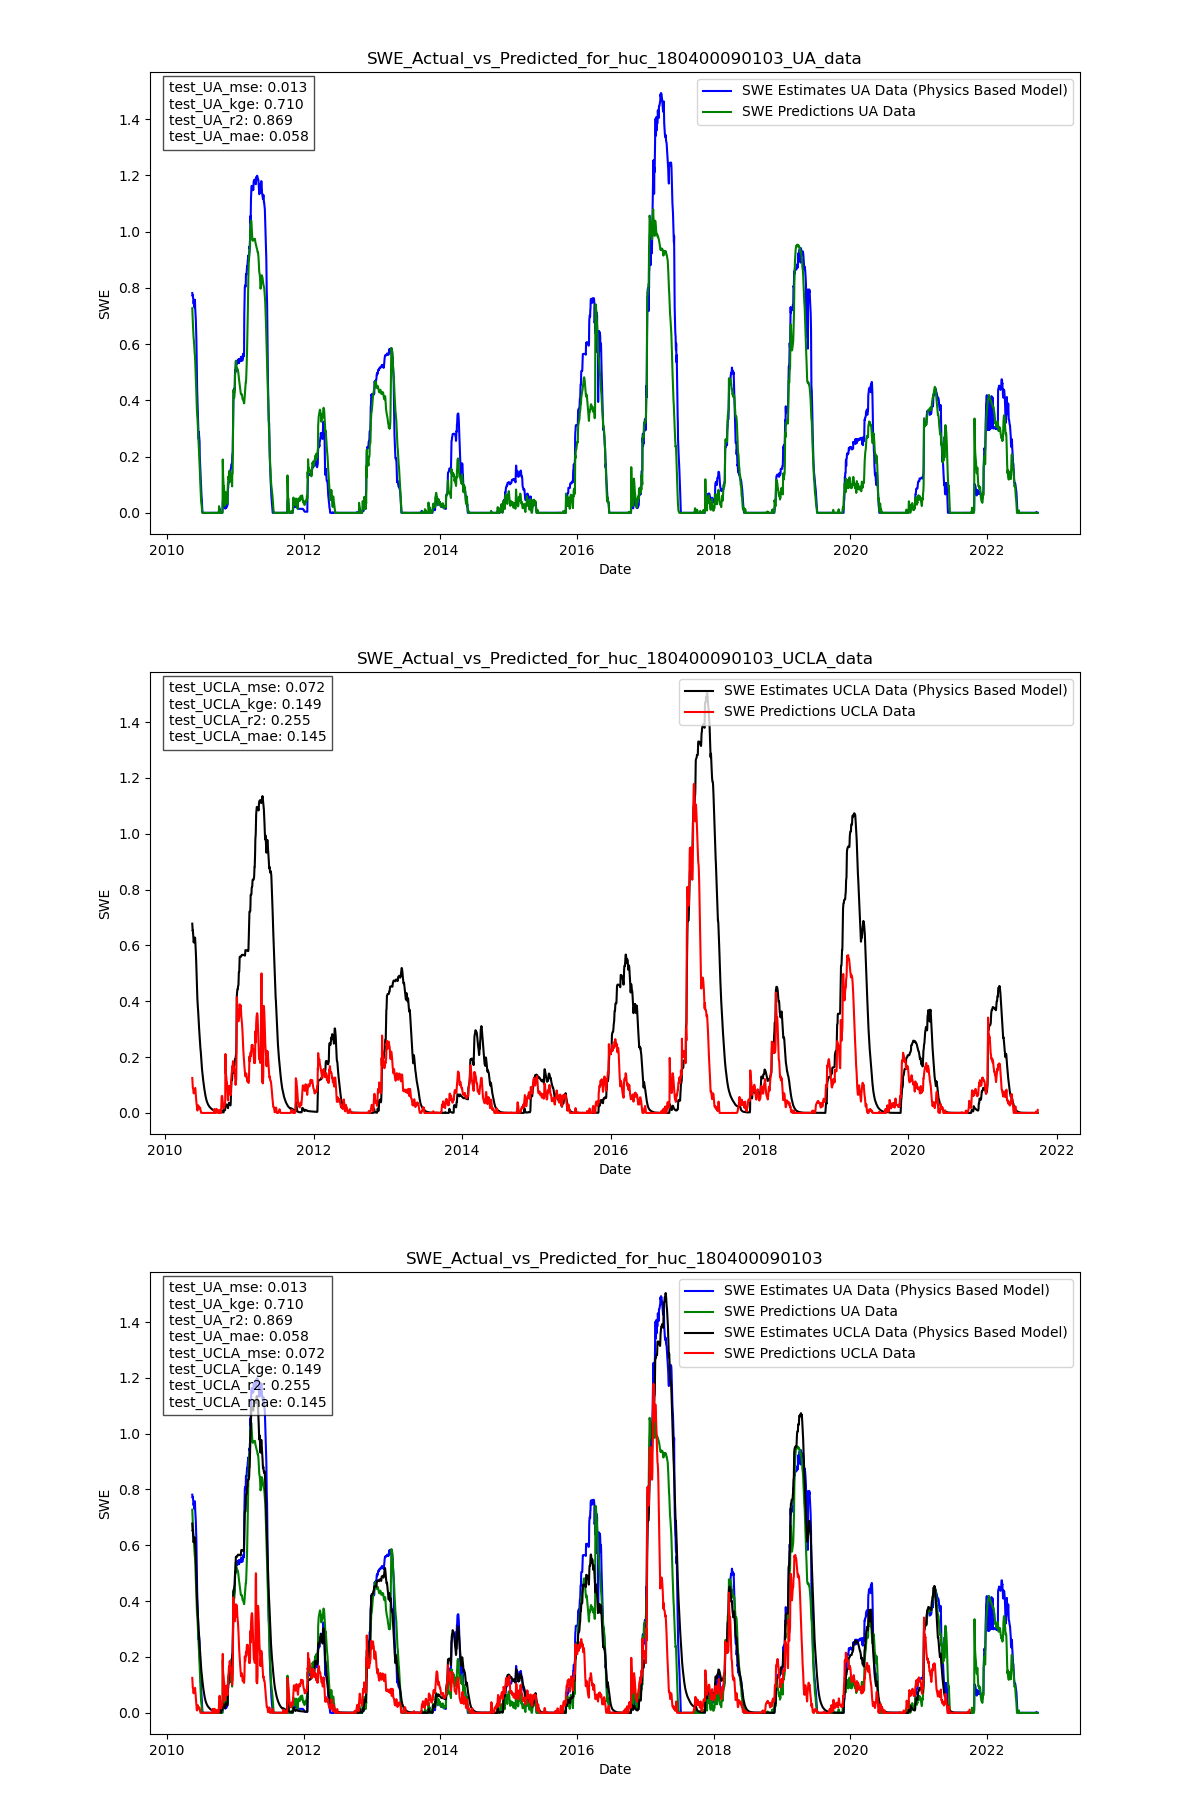 SWE_Actual_vs_Predicted_for_huc_180400090103_UA_data
test_UA_mse: 0.013
test_UA_kge: 0.710
test_UA_r2: 0.869
test_UA_mae: 0.058
SWE Estimates UA Data (Physics Based Model)
SWE Predictions UA Data
SWE
1.4
1.2
1.0
0.8
0.6
0.4
0.2
0.0
2010 2012 2014 2016 2018 2020 2022
Date
SWE_Actual_vs_Predicted_for_huc_180400090103_UCLA_data
test_UCLA_mse: 0.072
test_UCLA_kge: 0.149
test_UCLA_r2: 0.255
test_UCLA_mae: 0.145
SWE Estimates UCLA Data (Physics Based Model)
SWE Predictions UCLA Data
SWE
1.4
1.2
1.0
0.8
0.6
0.4
0.2
0.0
2010 2012 2014 2016 2018 2020 2022
Date
SWE_Actual_vs_Predicted_for_huc_180400090103
test_UA_mse: 0.013
test_UA_kge: 0.710
test_UA_r2: 0.869
test_UA_mae: 0.058
test_UCLA_mse: 0.072
test_UCLA_kge: 0.149
test_UCLA_r2: 0.255
test_UCLA_mae: 0.145
SWE Estimates UA Data (Physics Based Model)
SWE Predictions UA Data
SWE Estimates UCLA Data (Physics Based Model)
SWE Predictions UCLA Data
SWE
1.4
1.2
1.0
0.8
0.6
0.4
0.2
0.0
2010 2012 2014 2016 2018 2020 2022
Date